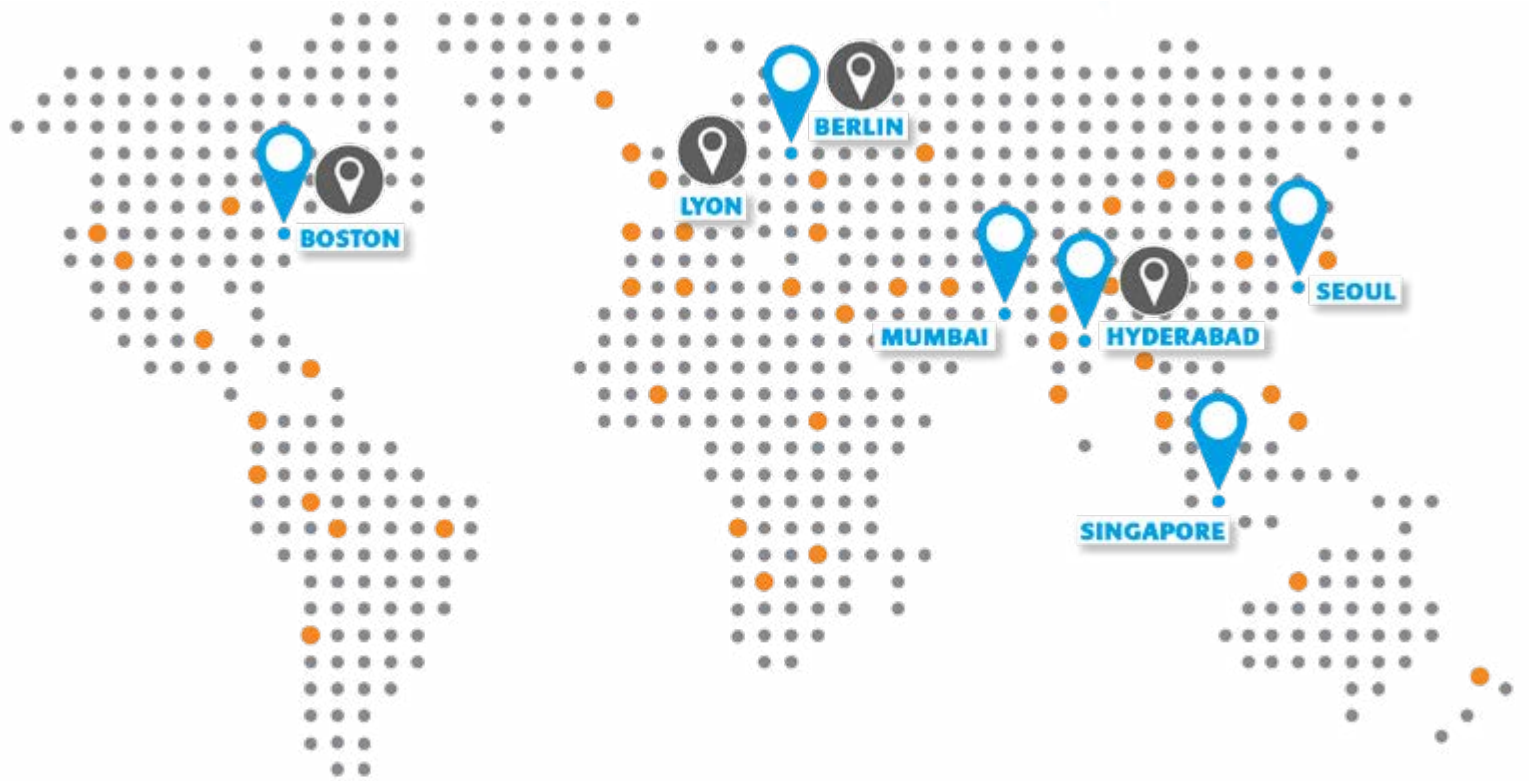 BERLIN
LYON
BOSTON
SEOUL
MUMBAI
HYDERABAD
SINGAPORE